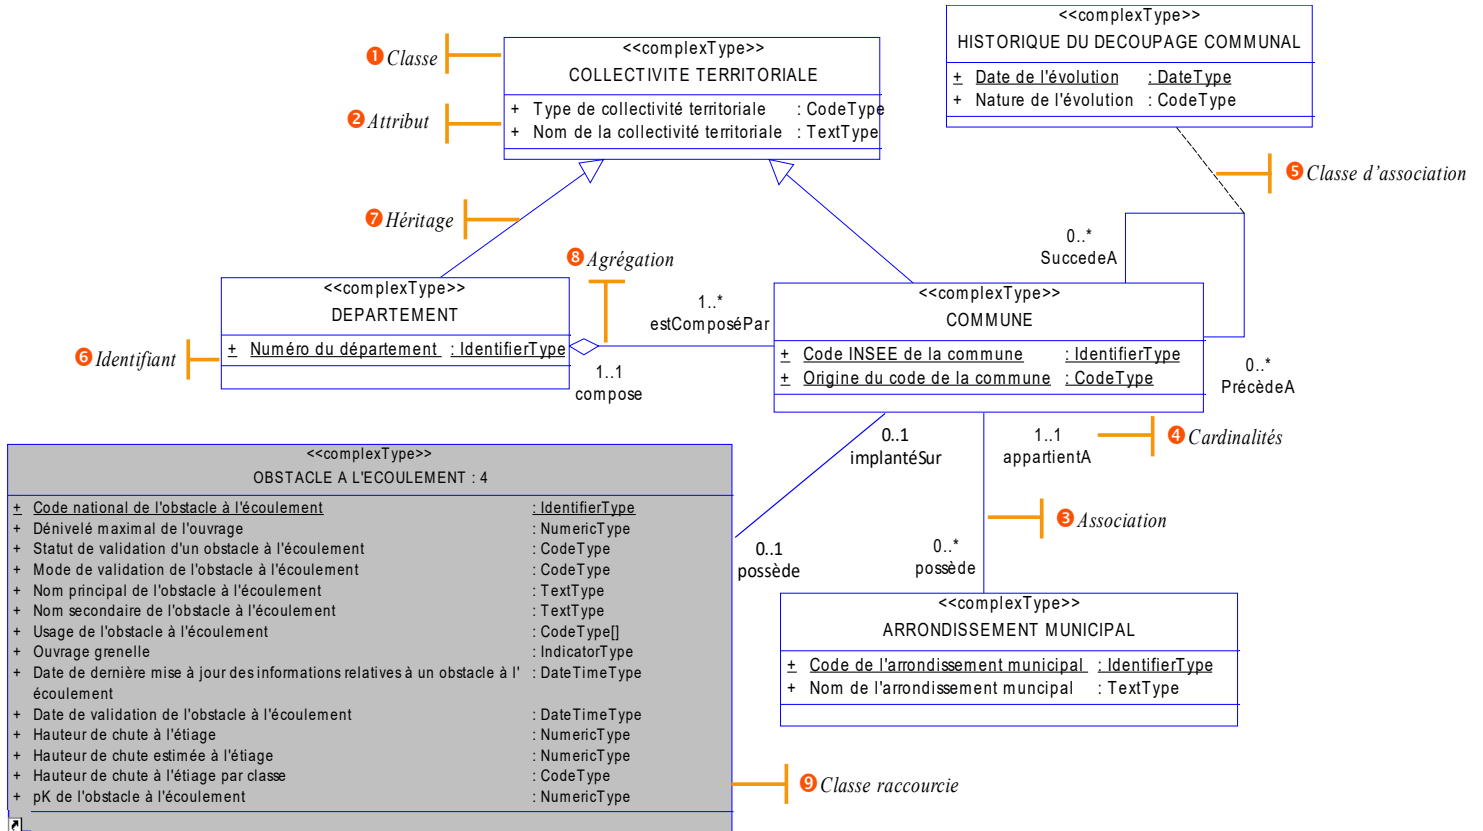 <<complexType>>
HISTORIQUE DU DECOUPAGE COMMUNAL
+ Date de l'évolution : DateType
+ Nature de l'évolution : CodeType
❶ Classe
<<complexType>>
COLLECTIVITE TERRITORIALE
+ Type de collectivité territoriale : CodeType
+ Nom de la collectivité territoriale : TextType
❷ Attribut
❺ Classe d'association
❼ Héritage
0..*
SuccedeA
❽ Agrégation
<<complexType>>
DEPARTEMENT
+ Numéro du département : IdentifierType
❻ Identifiant
1..*
estComposéPar
1..1
compose
<<complexType>>
COMMUNE
+ Code INSEE de la commune : IdentifierType
+ Origine du code de la commune : CodeType
0..*
PrécèdeA
0..1
implantéSur
1..1
appartientA
❹ Cardinalités
<<complexType>>
OBSTACLE A L'ECOULEMENT : 4
+ Code national de l'obstacle à l'écoulement : IdentifierType
+ Dénivelé maximal de l'ouvrage : NumericType
+ Statut de validation d'un obstacle à l'écoulement : CodeType
+ Mode de validation de l'obstacle à l'écoulement : CodeType
+ Nom principal de l'obstacle à l'écoulement : TextType
+ Nom secondaire de l'obstacle à l'écoulement : TextType
+ Usage de l'obstacle à l'écoulement : CodeType[]
+ Ouvrage grenelle : IndicatorType
+ Date de dernière mise à jour des informations relatives à un obstacle à l' : DateTimeType
écoulement
+ Date de validation de l'obstacle à l'écoulement : DateTimeType
+ Hauteur de chute à l'étiage : NumericType
+ Hauteur de chute estimée à l'étiage : NumericType
+ Hauteur de chute à l'étiage par classe : CodeType
+ pK de l'obstacle à l'écoulement : NumericType
0..1
possède
❸ Association
0..*
possède
<<complexType>>
ARRONDISSEMENT MUNICIPAL
+ Code de l'arrondissement municipal : IdentifierType
+ Nom de l'arrondissement muncipal : TextType
❾ Classe raccourcie